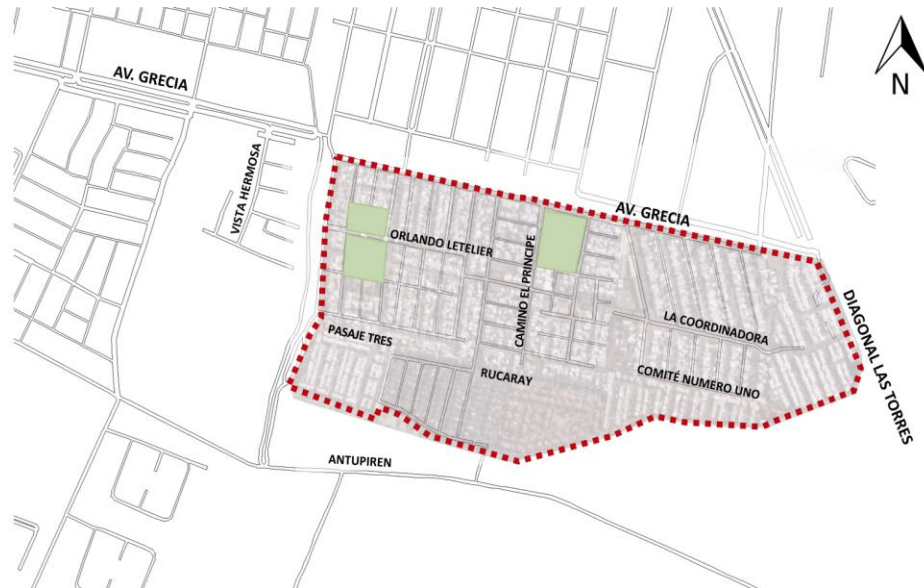 AV. GRECIA
N
VISTA HERMOSA
AV. GRECIA
ORLANDO LETELIER
CAMINO EL PRINCIPE
DIAGONAL LAS TORRES
LA COORDINADORA
PASAJE TRES
RUCARAY
COMITÉ NUMERO UNO
ANTUPIREN